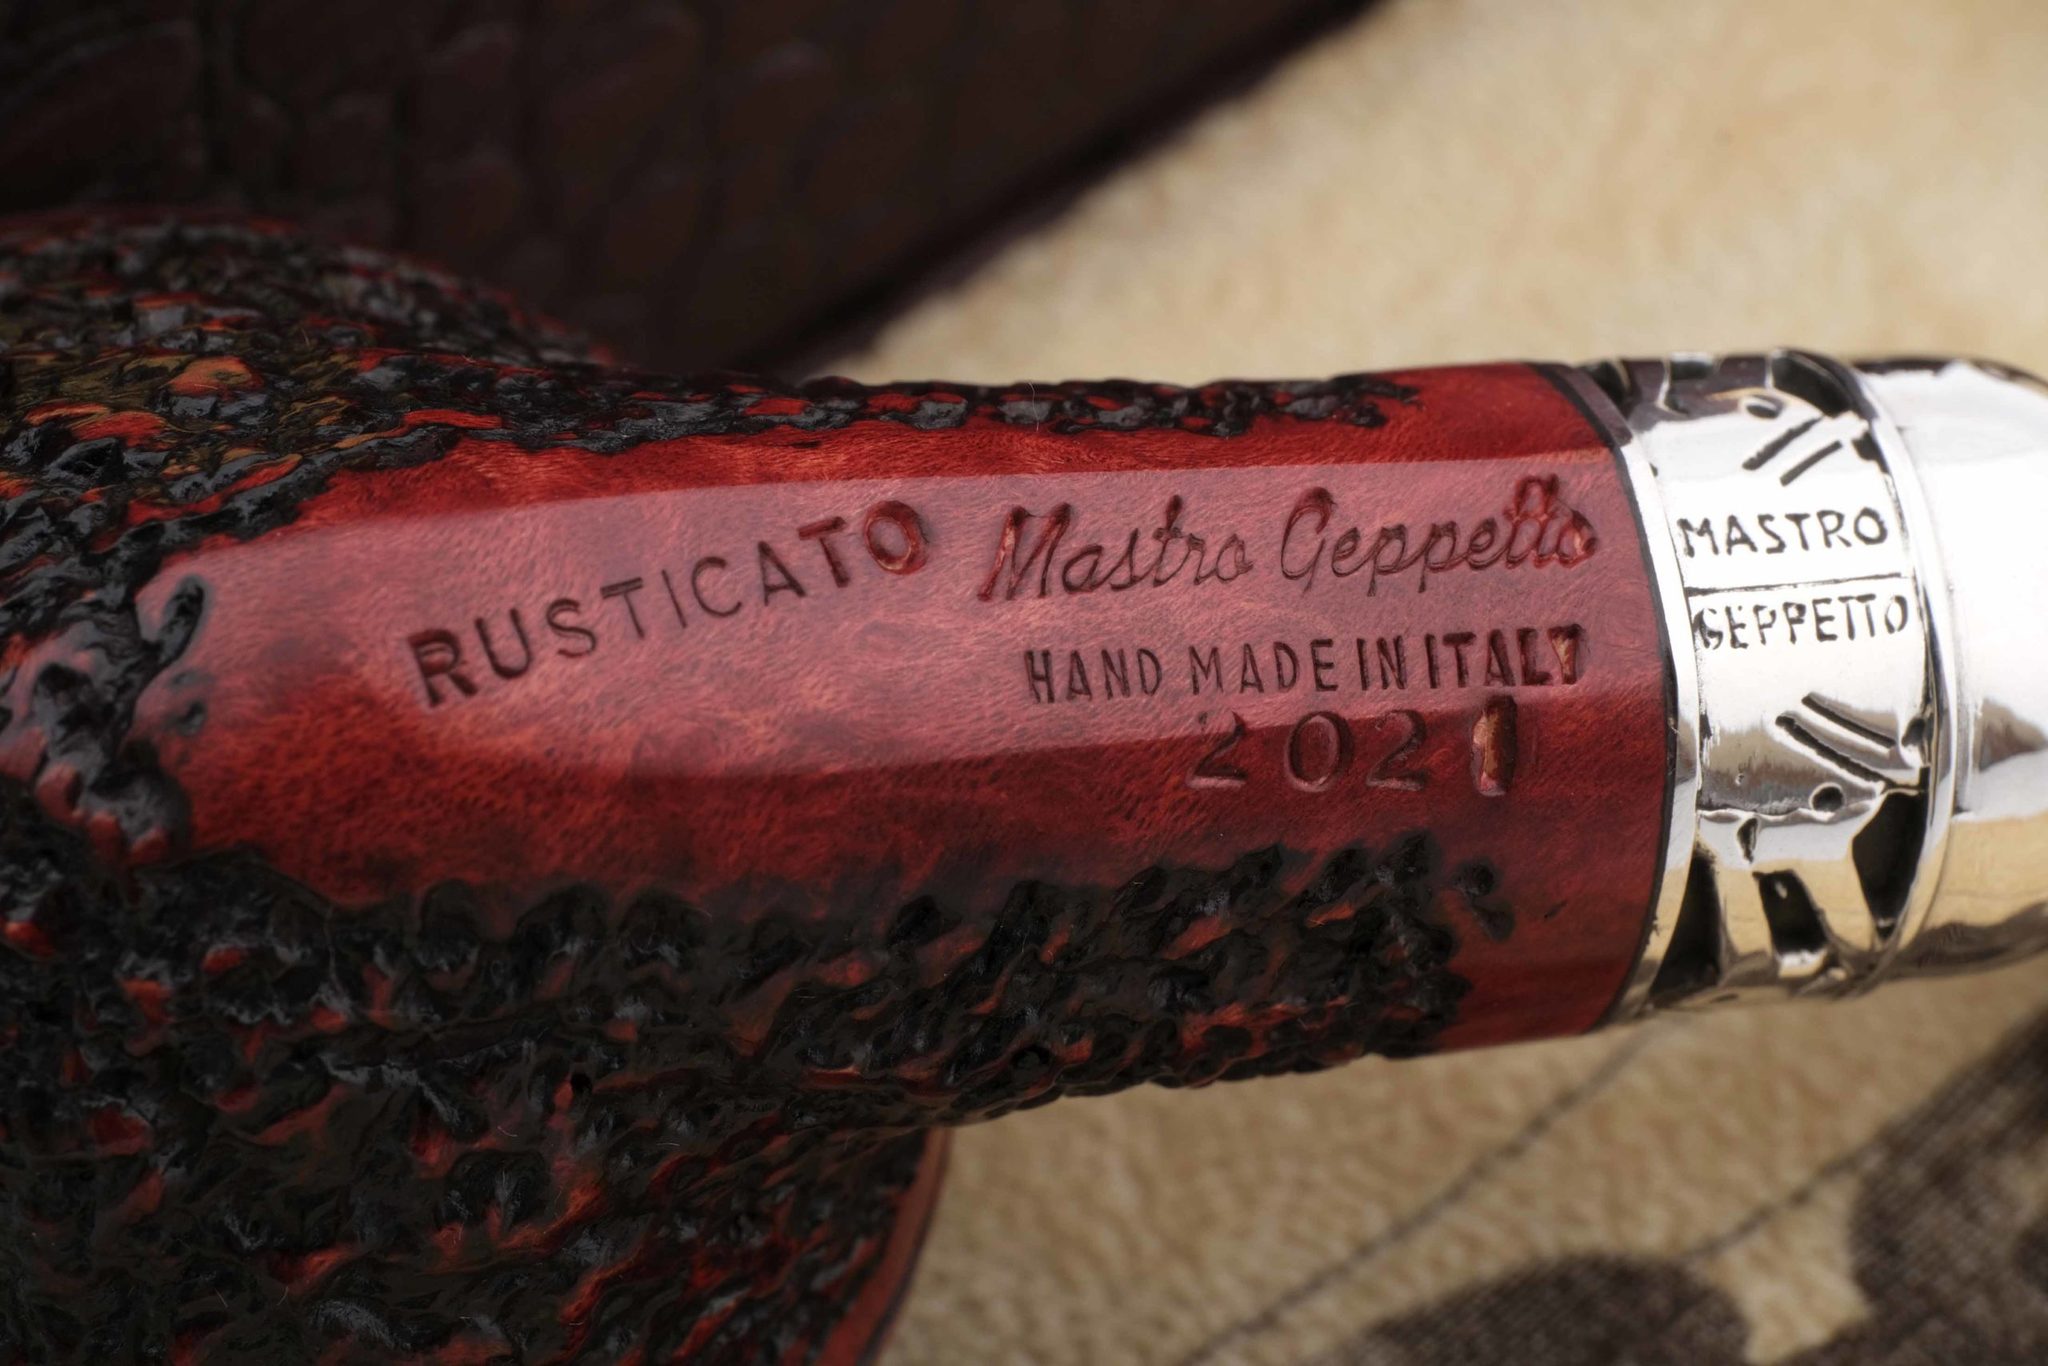 RUSTICATO
Mastro Geppetto
HAND MADE IN ITALY
2021
MASTRO
GEPPETTO